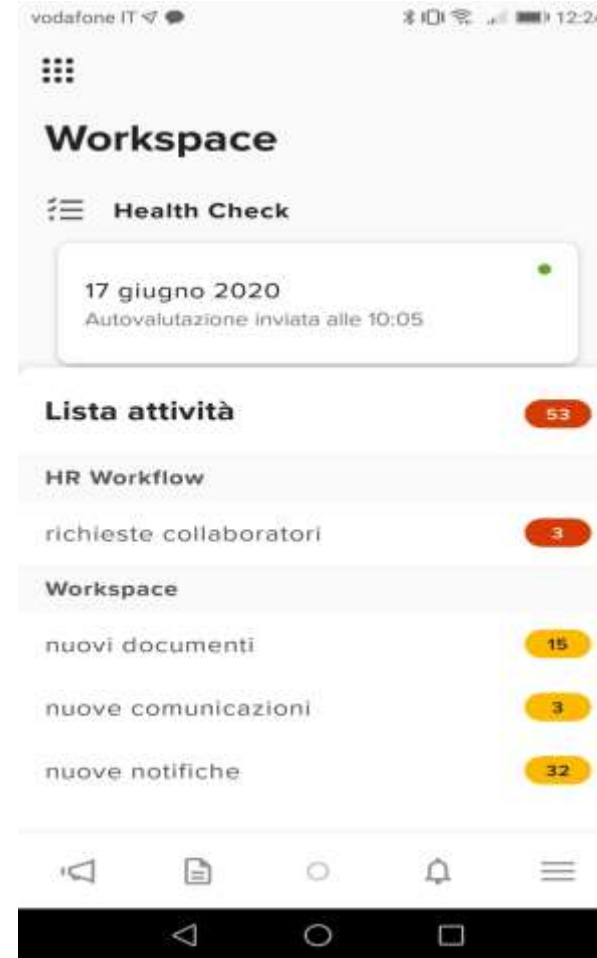 vodafone IT 12:24
Workspace
Health Check
17 giugno 2020
Autovalutazione inviata alle 10:05
Lista attività 53
HR Workflow
richieste collaboratori 3
Workspace
nuovi documenti 15
nuove comunicazioni 3
nuove notifiche 32